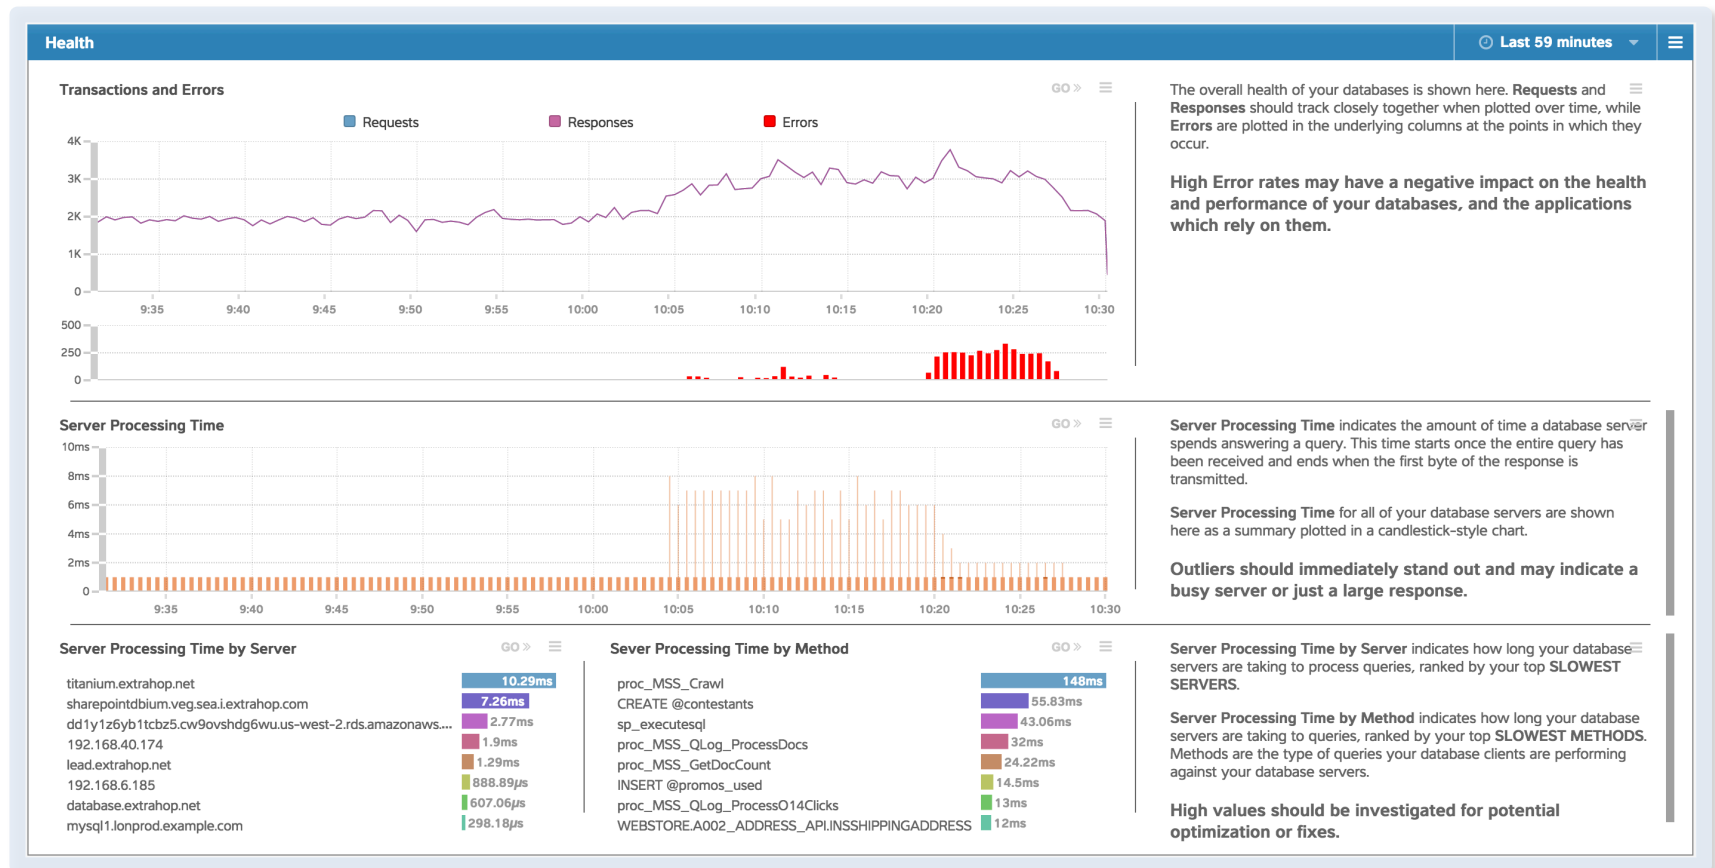 Health
Last 59 minutes
Transactions and Errors
GO »
Requests
Responses
Errors
4K
3K
2K
1K
0
9:35
9:40
9:45
9:50
9:55
10:00
10:05
10:10
10:15
10:20
10:25
10:30
500
250
0
The overall health of your databases is shown here. Requests and
Responses should track closely together when plotted over time, while
Errors are plotted in the underlying columns at the points in which they
occur.
High Error rates may have a negative impact on the health
and performance of your databases, and the applications
which rely on them.
Server Processing Time
GO »
10ms
8ms
6ms
4ms
2ms
0
9:35
9:40
9:45
9:50
9:55
10:00
10:05
10:10
10:15
10:20
10:25
10:30
Server Processing Time indicates the amount of time a database server
spends answering a query. This time starts once the entire query has
been received and ends when the first byte of the response is
transmitted.
Server Processing Time for all of your database servers are shown
here as a summary plotted in a candlestick-style chart.
Outliers should immediately stand out and may indicate a
busy server or just a large response.
Server Processing Time by Server
GO »
titanium.extrahop.net 10.29ms
sharepointdbium.veg.sea.i.extrahop.com 7.26ms
dd1y1z6yb1tcbz5.cw9ovshdg6wu.us-west-2.rds.amazonaws.... 2.77ms
192.168.40.174 1.9ms
lead.extrahop.net 1.29ms
192.168.6.185 888.89µs
database.extrahop.net 607.06µs
mysql1.lonprod.example.com 298.18µs
Sever Processing Time by Method
GO »
proc_MSS_Crawl 148ms
CREATE @contestants 55.83ms
sp_executesql 43.06ms
proc_MSS_QLog_ProcessDocs 32ms
proc_MSS_GetDocCount 24.22ms
INSERT @promos_used 14.5ms
proc_MSS_QLog_ProcessO14Clicks 13ms
WEBSTORE.A002_ADDRESS_API.INSSHIPPINGADDRESS 12ms
Server Processing Time by Server indicates how long your database
servers are taking to process queries, ranked by your top SLOWEST
SERVERS.
Server Processing Time by Method indicates how long your database
servers are taking to queries, ranked by your top SLOWEST METHODS.
Methods are the type of queries your database clients are performing
against your database servers.
High values should be investigated for potential
optimization or fixes.